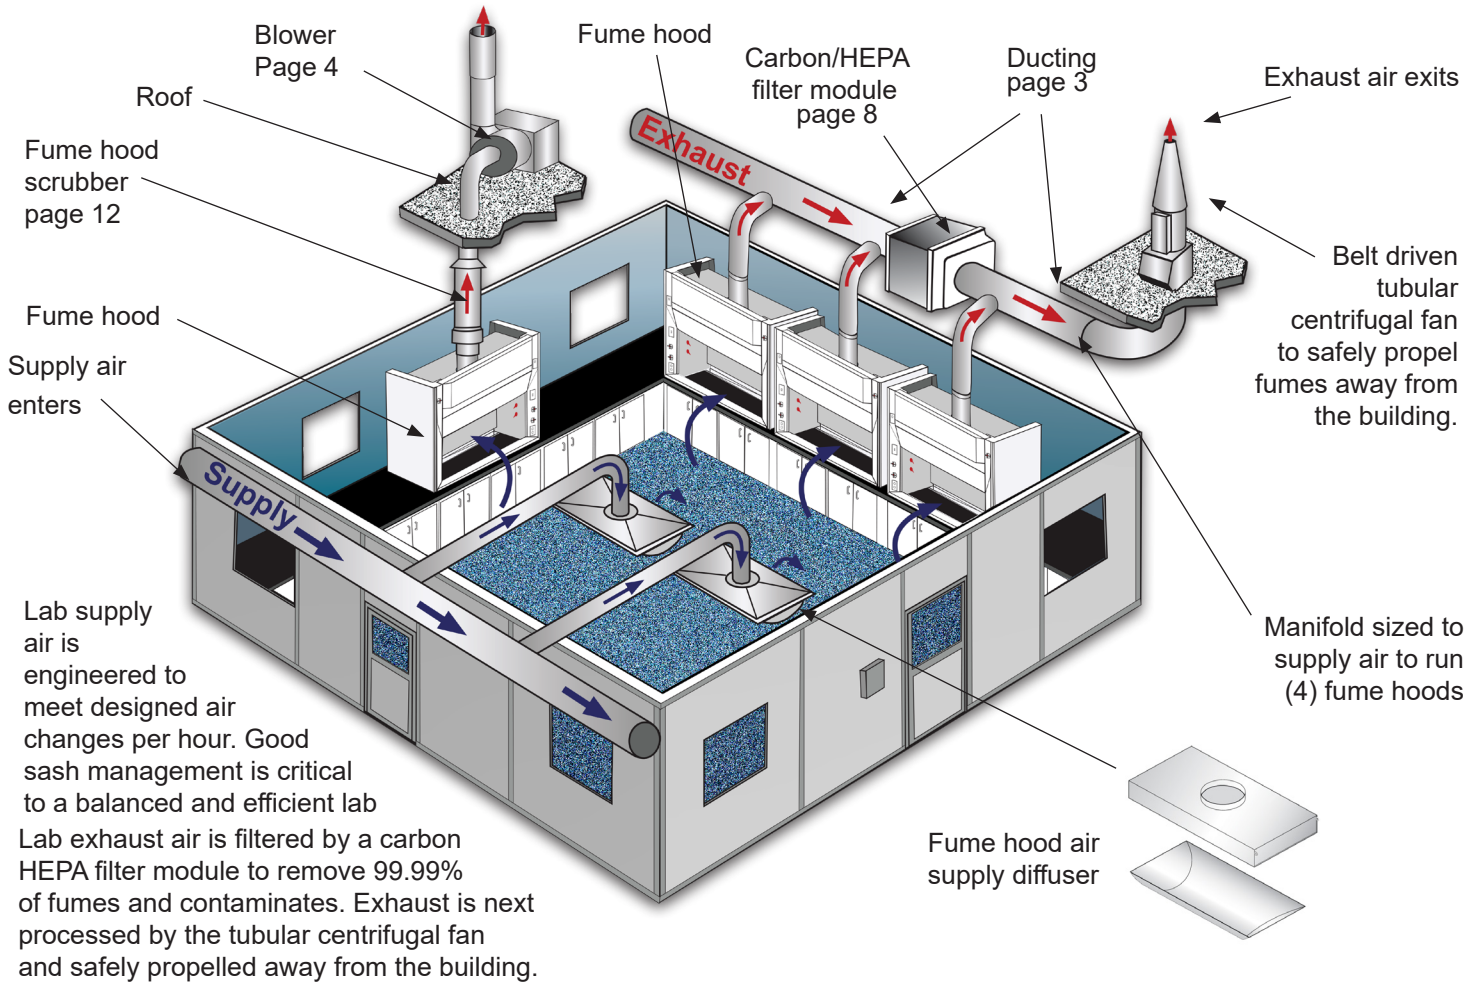 Blower
Page 4
Fume hood
Carbon/HEPA
filter module
page 8
Ducting
page 3
Exhaust air exits
Roof
Fume hood
scrubber
page 12
Exhaust
Belt driven
tubular
centrifugal fan
to safely propel
fumes away from
the building.
Fume hood
Supply air
enters
Supply
Lab supply
air is
engineered to
meet designed air
changes per hour. Good
sash management is critical
to a balanced and efficient lab
Manifold sized to
supply air to run
(4) fume hoods
Lab exhaust air is filtered by a carbon
HEPA filter module to remove 99.99%
of fumes and contaminates. Exhaust is next
processed by the tubular centrifugal fan
and safely propelled away from the building.
Fume hood air
supply diffuser